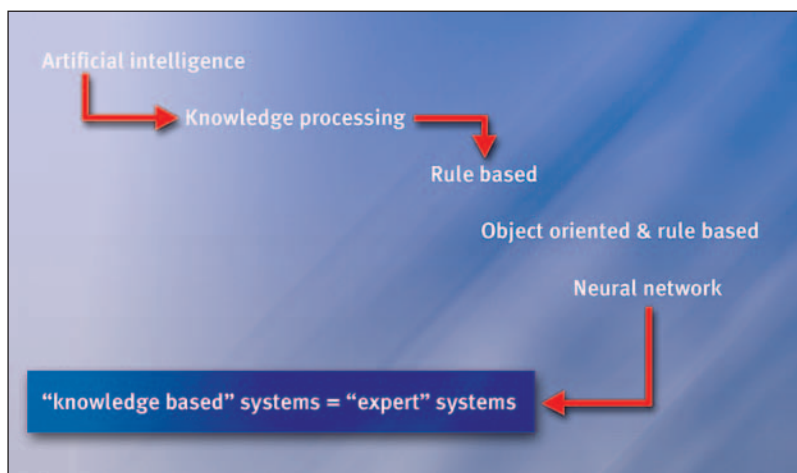 Artificial intelligence
Knowledge processing
Rule based
Object oriented & rule based
Neural network
“knowledge based” systems = “expert” systems